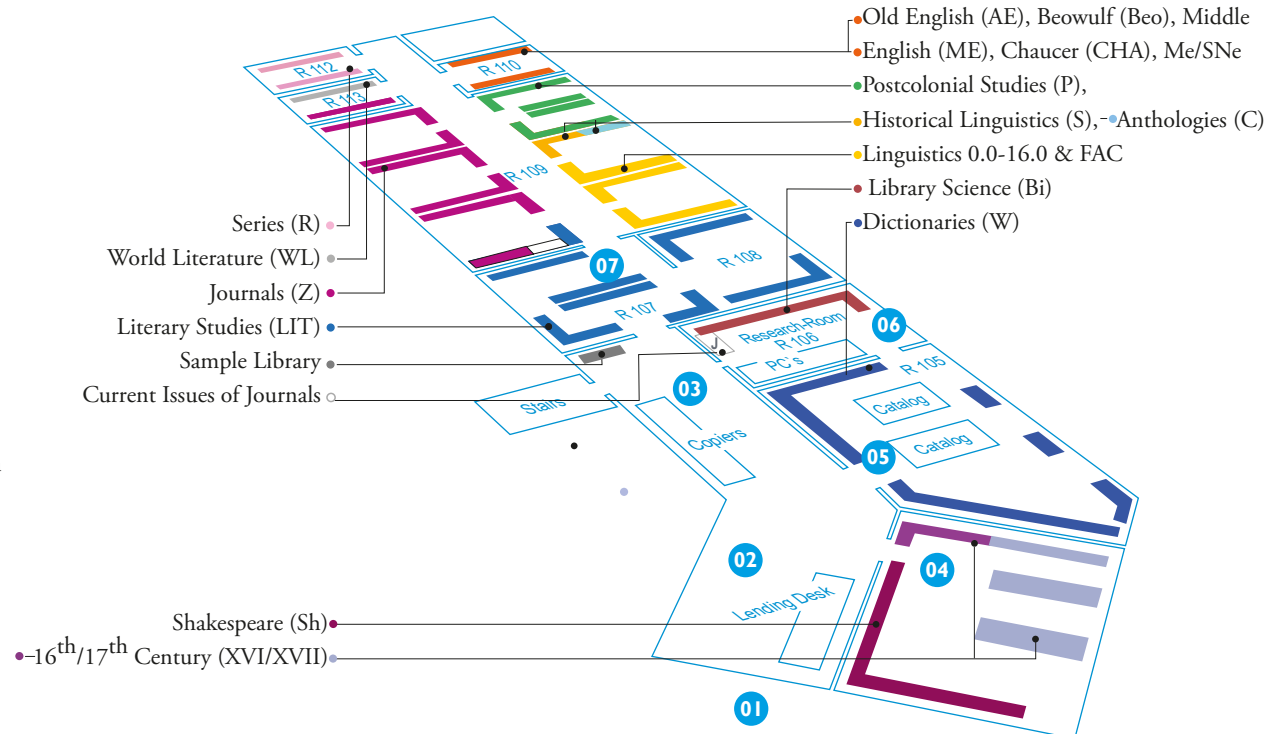 Old English (AE), Beowulf (Beo), Middle
English (ME), Chaucer (CHA), Me/SNe
Postcolonial Studies (P),
Historical Linguistics (S),-Anthologies (C)
Linguistics 0.0-16.0 & FAC
Library Science (Bi)
Dictionaries (W)
R 112
R 110
R 113
R 109
Series (R)
World Literature (WL)
Journals (Z)
Literary Studies (LIT)
Sample Library
Current Issues of Journals
07
R 108
R 107
J
Research-Room
R 106
PC's
06
R 105
03
Stairs
Copiers
Catalog
Catalog
05
02
04
Lending Desk
Shakespeare (Sh)
–16th/17th Century (XVI/XVII)
01